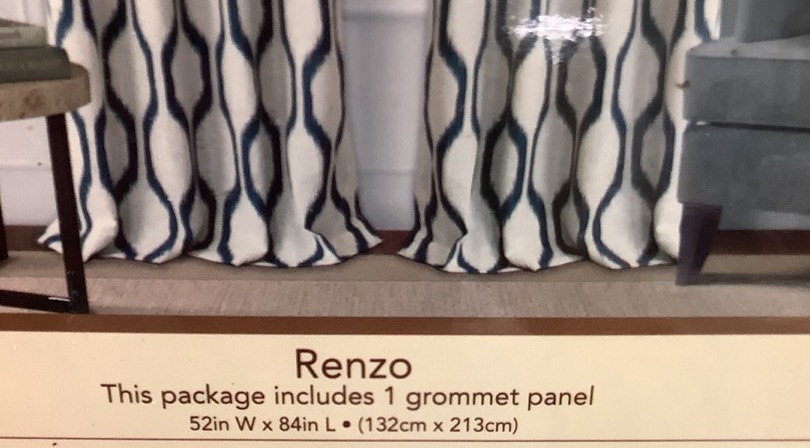 Renzo
This package includes 1 grommet panel
52in W x 84in L • (132cm x 213cm)